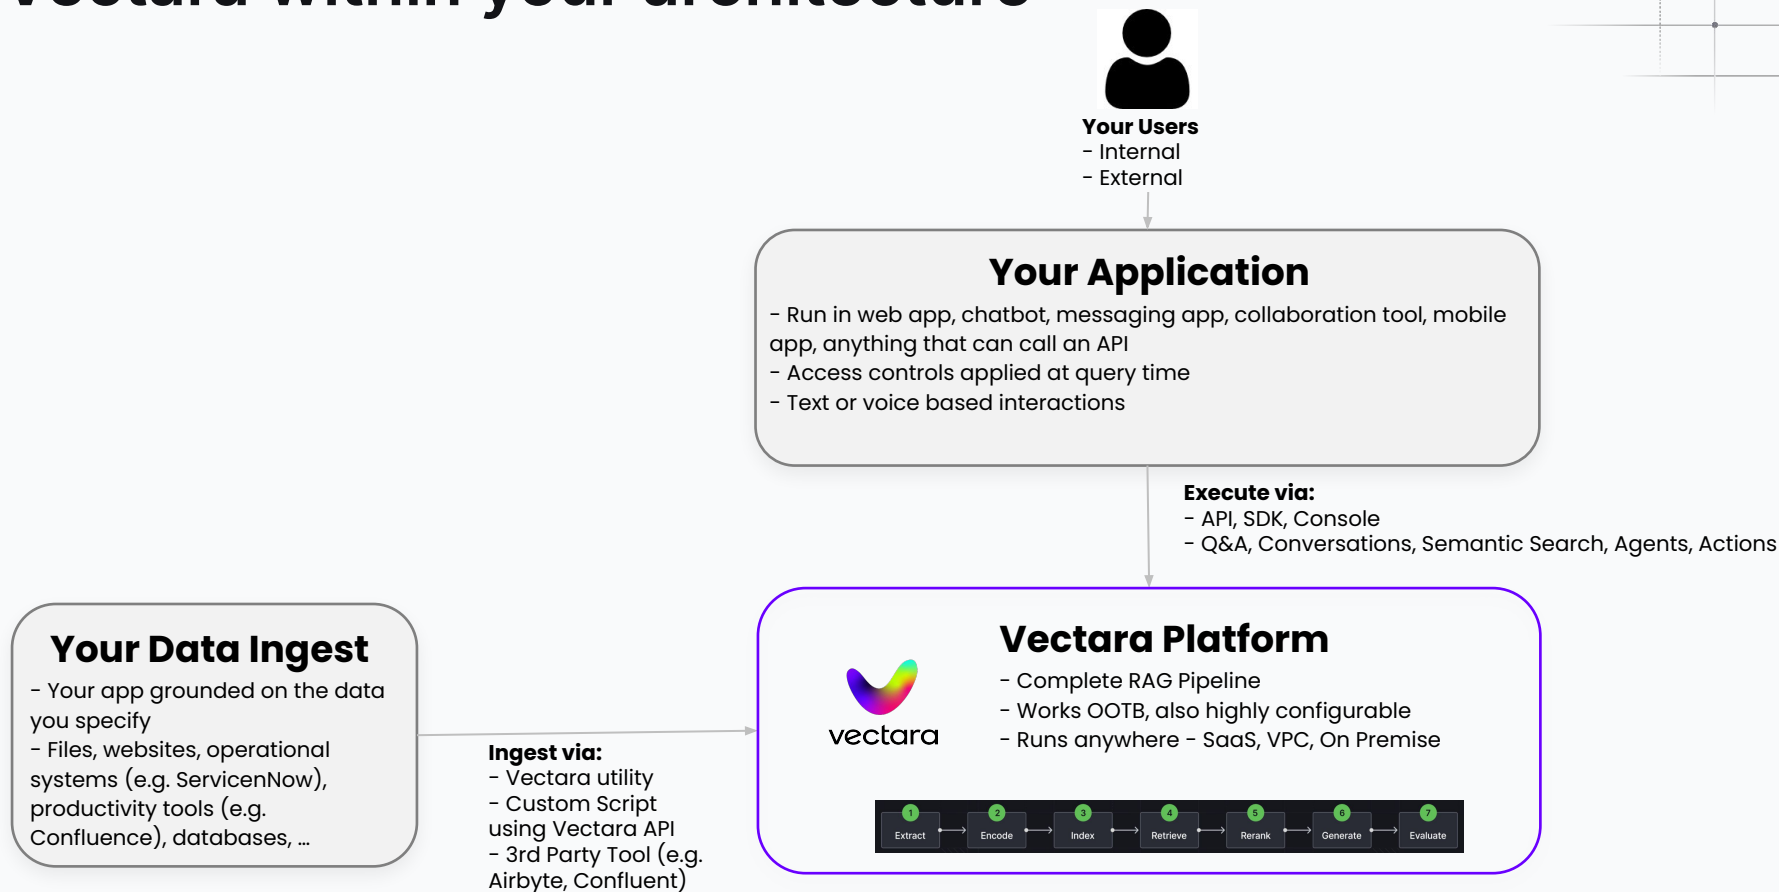 Vectara within your architecture
Your Users
- Internal
- External
Your Application
- Run in web app, chatbot, messaging app, collaboration tool, mobile
app, anything that can call an API
- Access controls applied at query time
- Text or voice based interactions
Execute via:
- API, SDK, Console
- Q&A, Conversations, Semantic Search, Agents, Actions
Your Data Ingest
- Your app grounded on the data
you specify
- Files, websites, operational
systems (e.g. ServicenNow),
productivity tools (e.g.
Confluence), databases, …
Ingest via:
- Vectara utility
- Custom Script
using Vectara API
- 3rd Party Tool (e.g.
Airbyte, Confluent)
vectara
Vectara Platform
- Complete RAG Pipeline
- Works OOTB, also highly configurable
- Runs anywhere - SaaS, VPC, On Premise
1 2 3 4 5 6 7
Extract Encode Index Retrieve Rerank Generate Evaluate